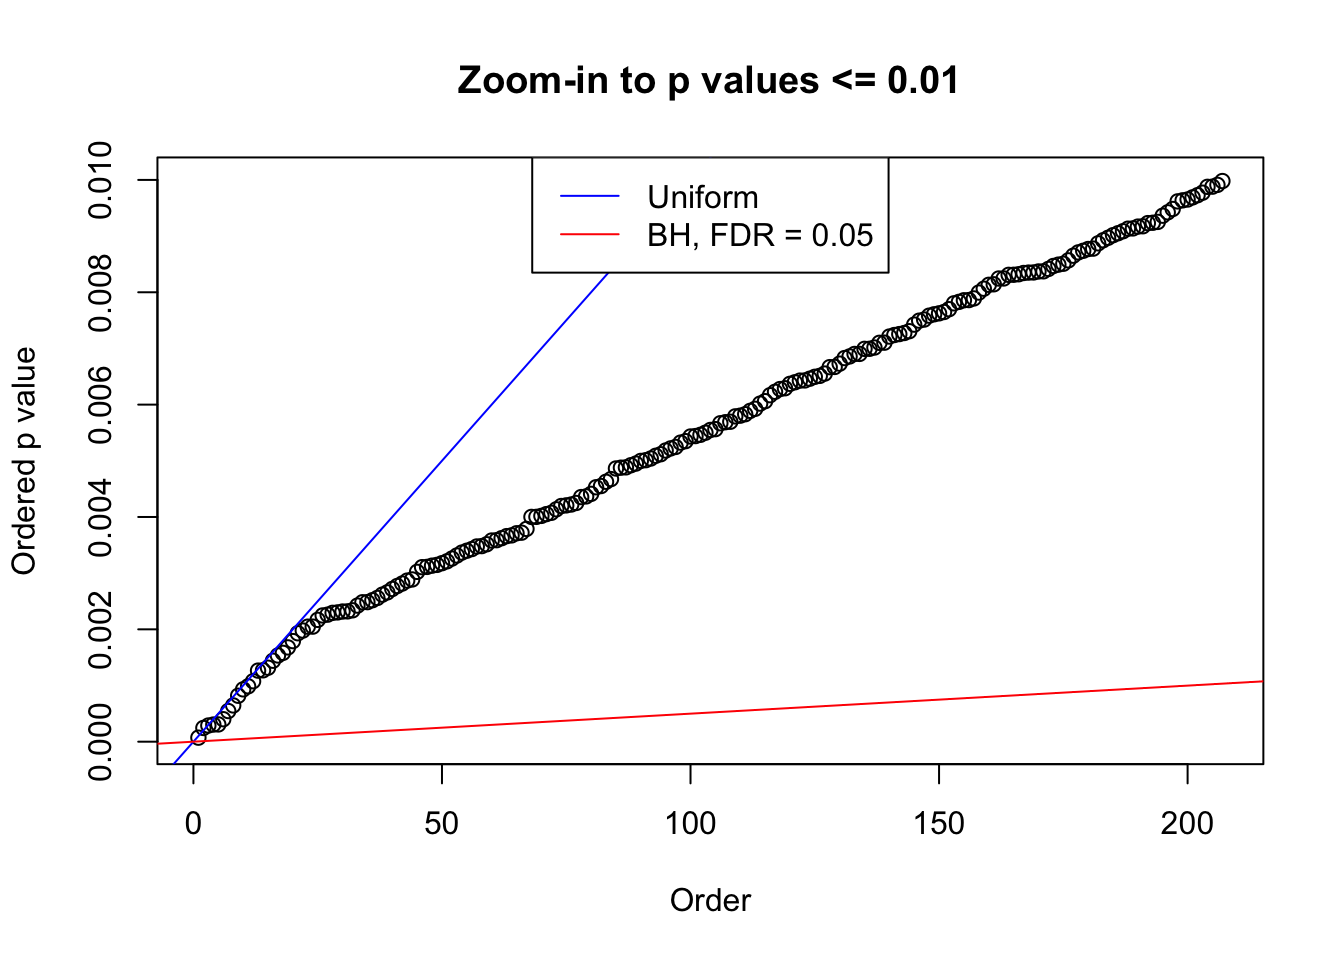 Zoom-in to p values <= 0.01
Uniform
BH, FDR = 0.05
Ordered p value
0.010
0.008
0.006
0.004
0.002
0.000
0 50 100 150 200
Order